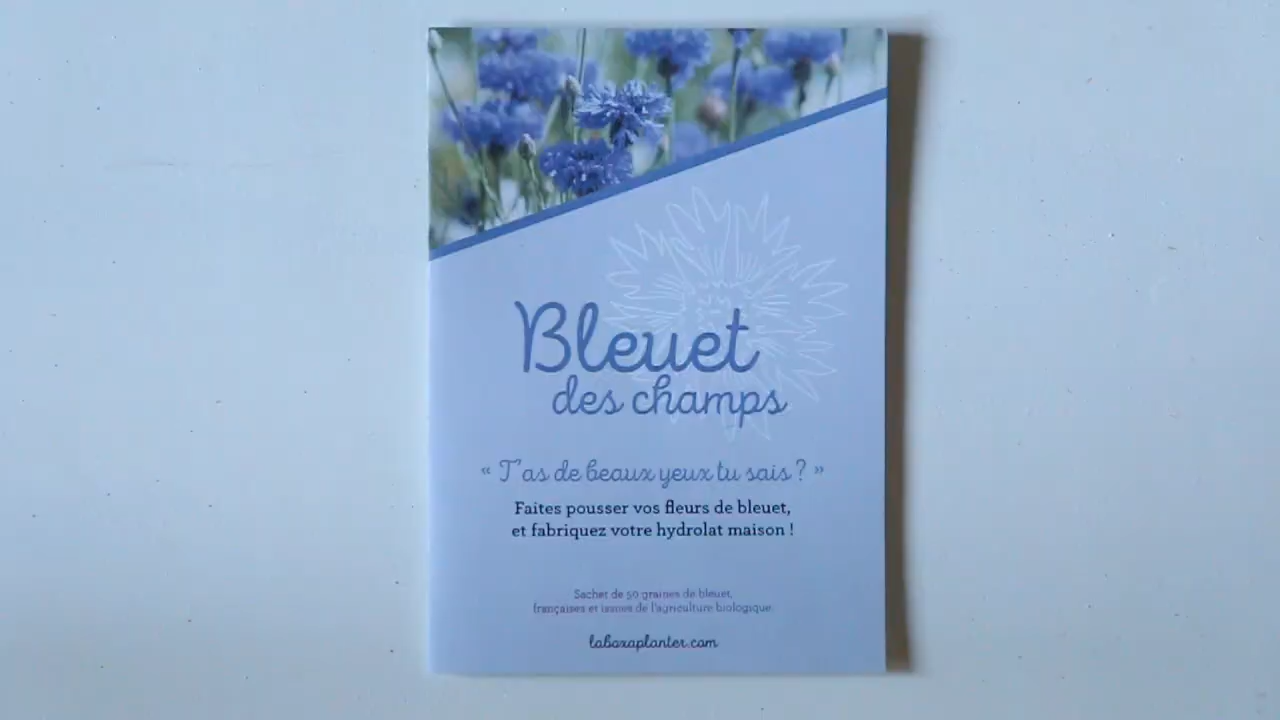 Bleuet
des champs
« T'as de beaux yeux tu sais ? »
Faites pousser vos fleurs de bleuet,
et fabriquez votre hydrolat maison !
Sachet de 50 graines de bleuet,
françaises et issues de l'agriculture biologique
laboxaplanter.com